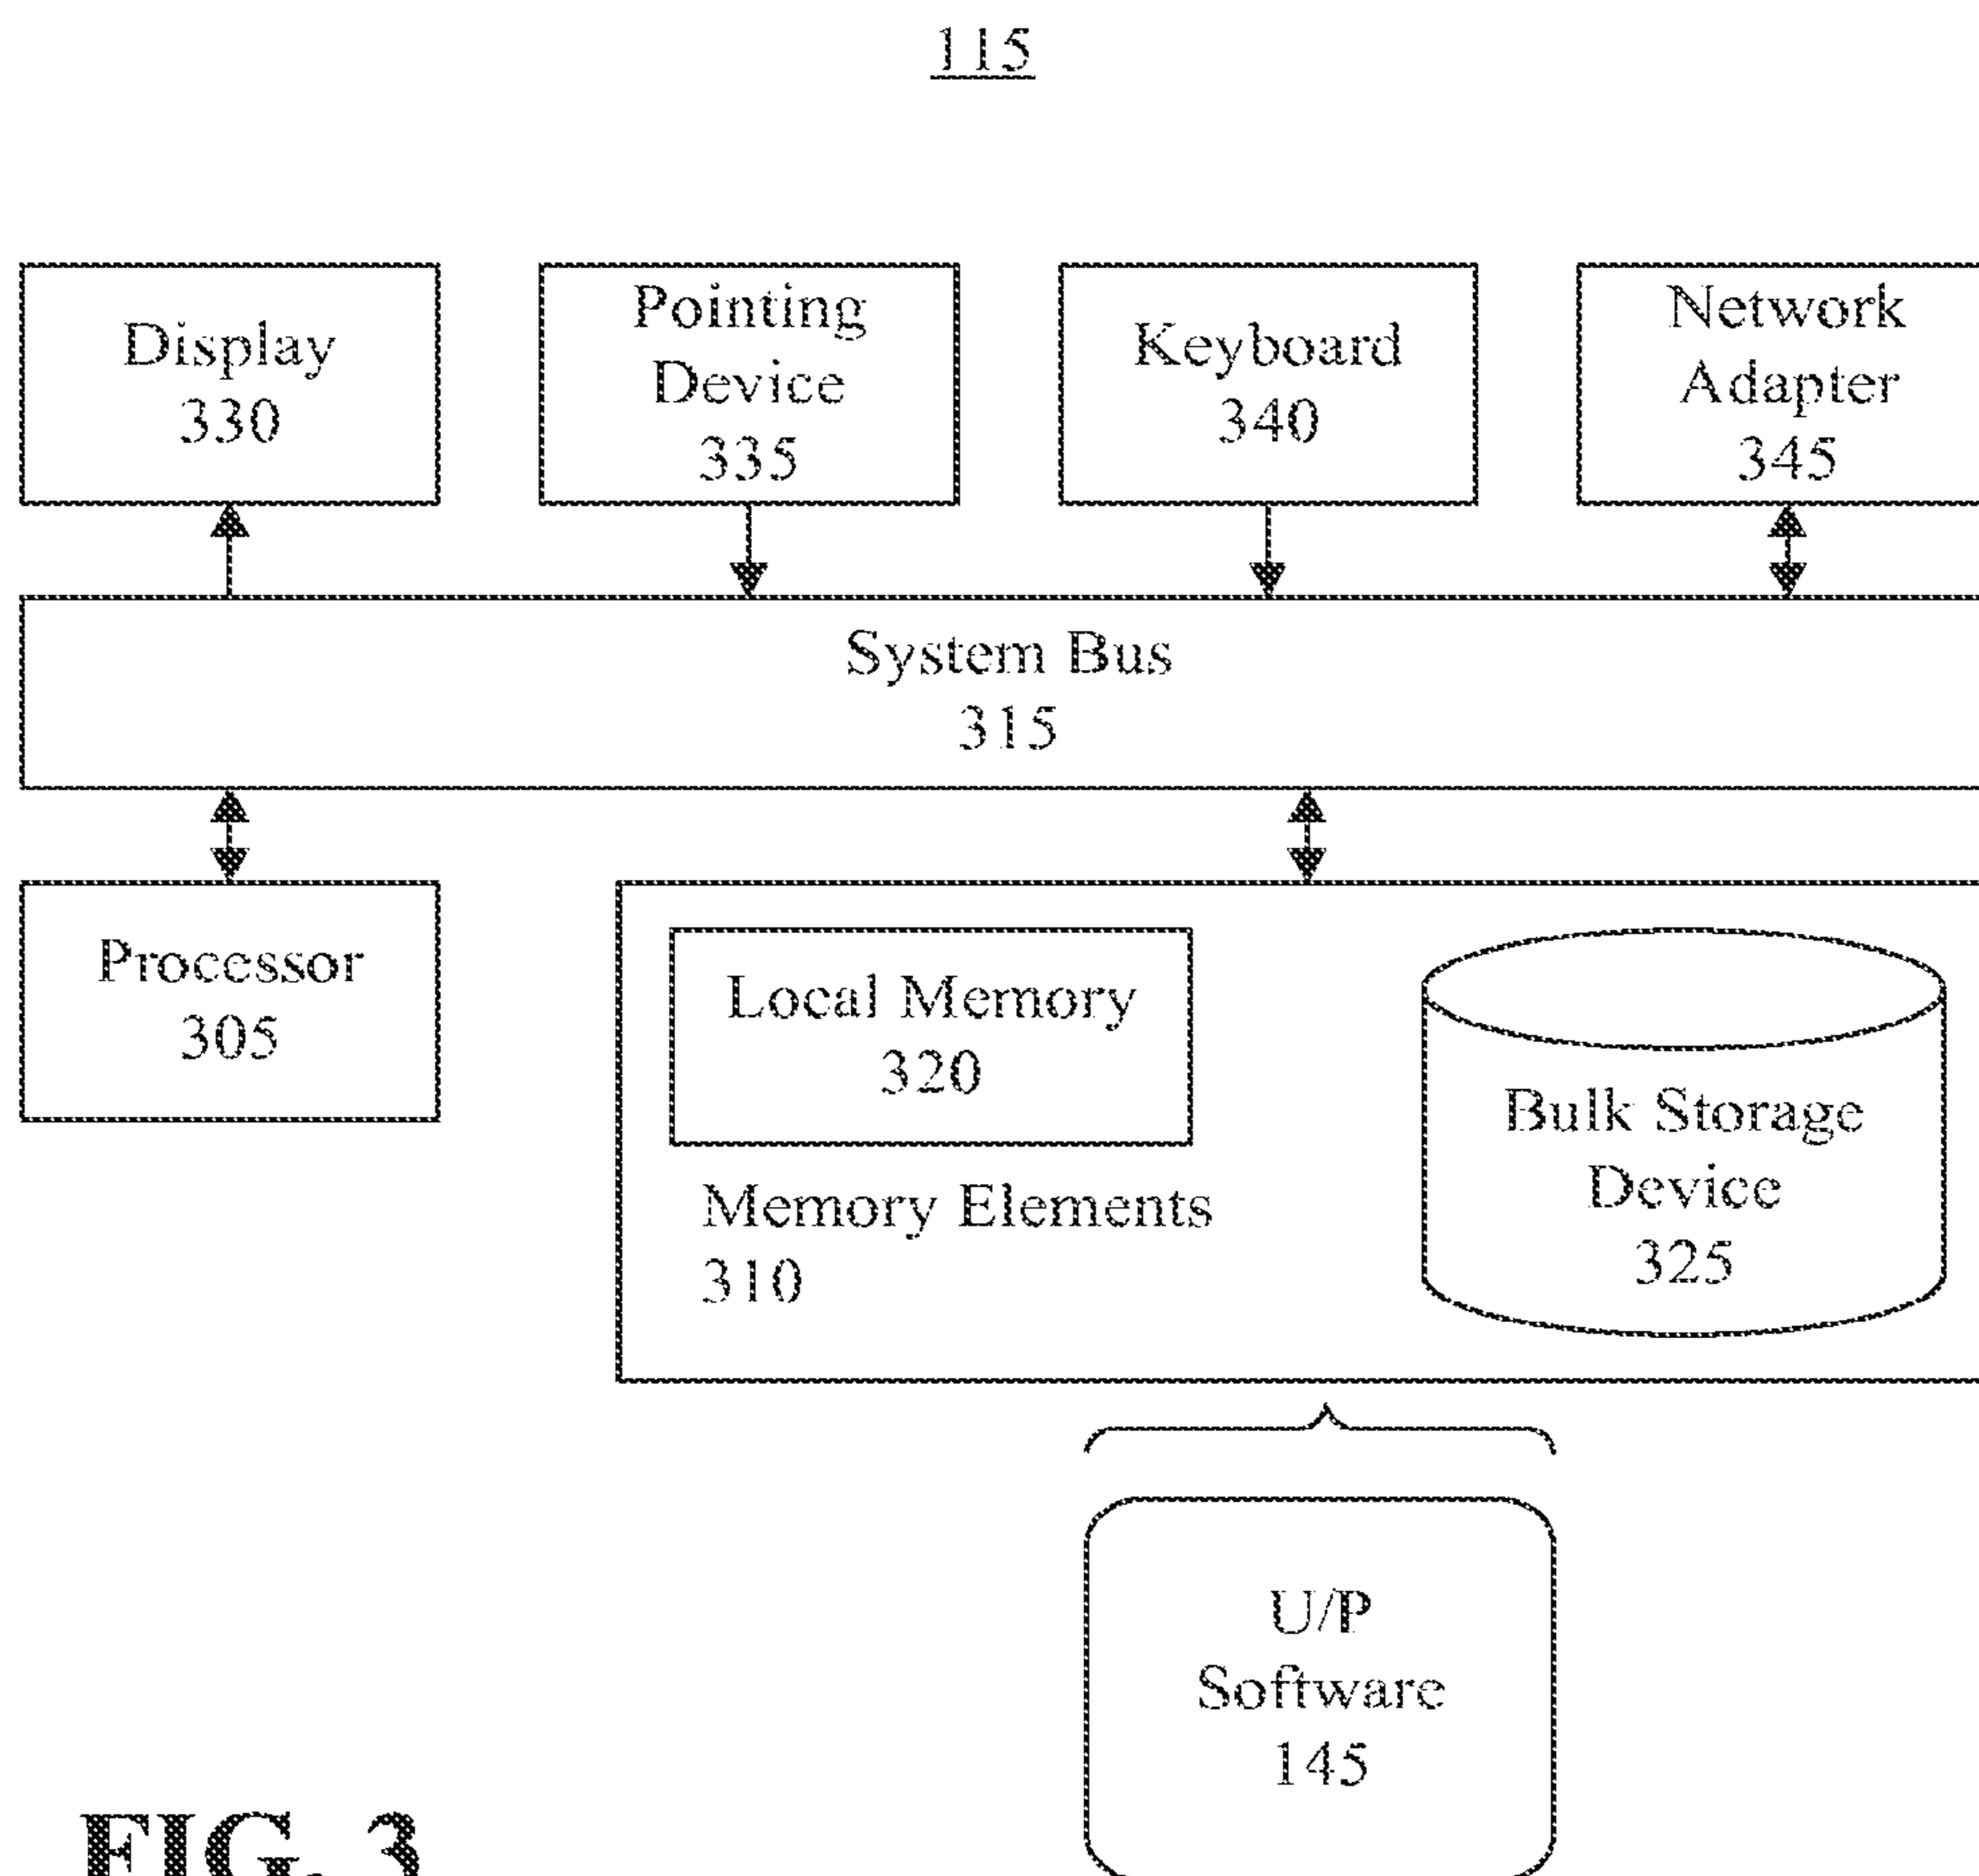 115
Display
330
Pointing
Device
335
Keyboard
340
Network
Adapter
345
System Bus
315
Processor
305
Local Memory
320
Memory Elements
310
Bulk Storage
Device
325
U/P
Software
145
FIG. 3